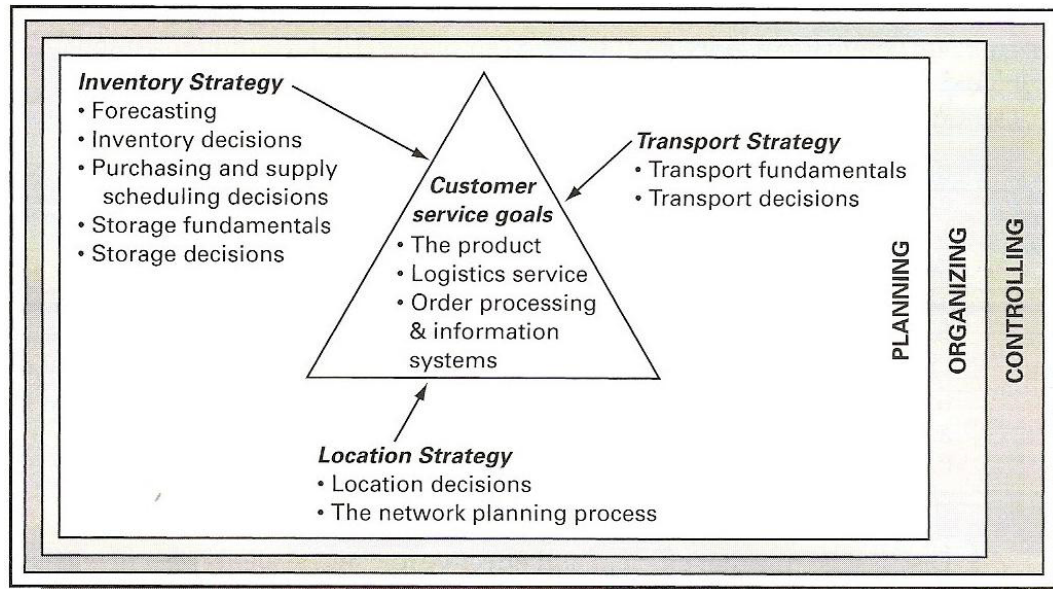 Inventory Strategy
• Forecasting
• Inventory decisions
• Purchasing and supply
scheduling decisions
• Storage fundamentals
• Storage decisions
Customer
service goals
• The product
• Logistics service
• Order processing
& information
systems
Transport Strategy
• Transport fundamentals
• Transport decisions
Location Strategy
• Location decisions
• The network planning process
PLANNING
ORGANIZING
CONTROLLING